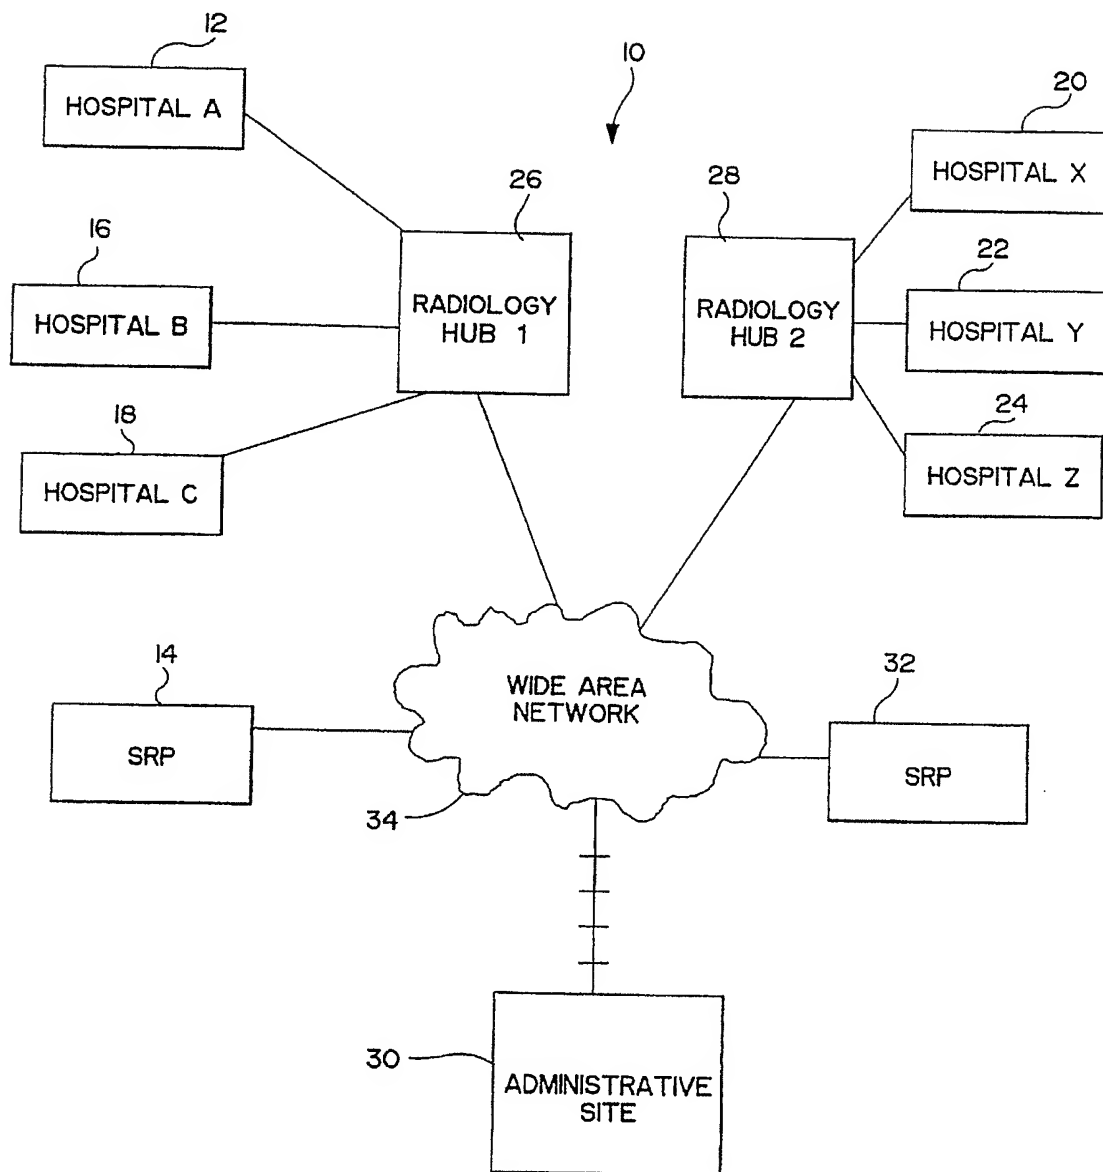 12
HOSPITAL A
10
20
HOSPITAL X
26
28
16
HOSPITAL B
RADIOLOGY
HUB 1
RADIOLOGY
HUB 2
22
HOSPITAL Y
18
HOSPITAL C
24
HOSPITAL Z
14
SRP
WIDE AREA
NETWORK
32
SRP
34
30
ADMINISTRATIVE
SITE